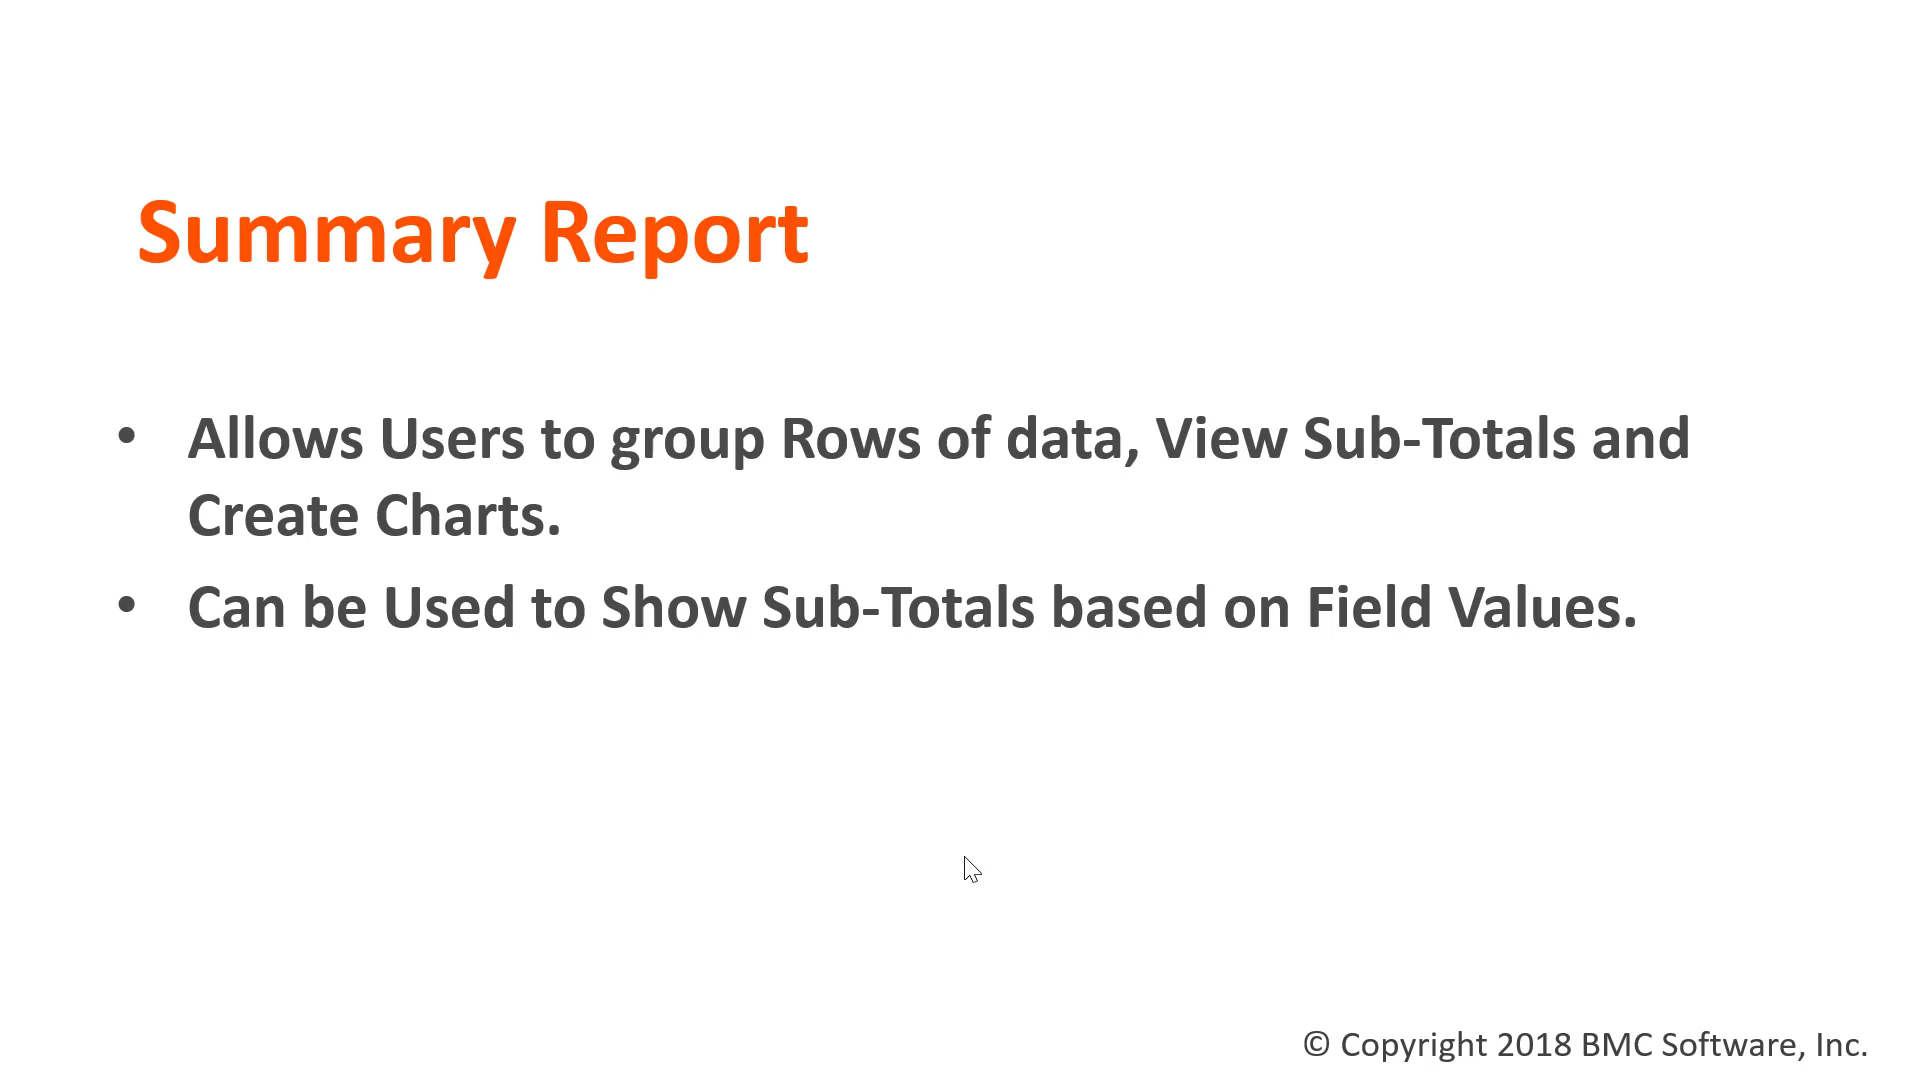 Summary Report
• Allows Users to group Rows of data, View Sub-Totals and
Create Charts.
• Can be Used to Show Sub-Totals based on Field Values.
© Copyright 2018 BMC Software, Inc.